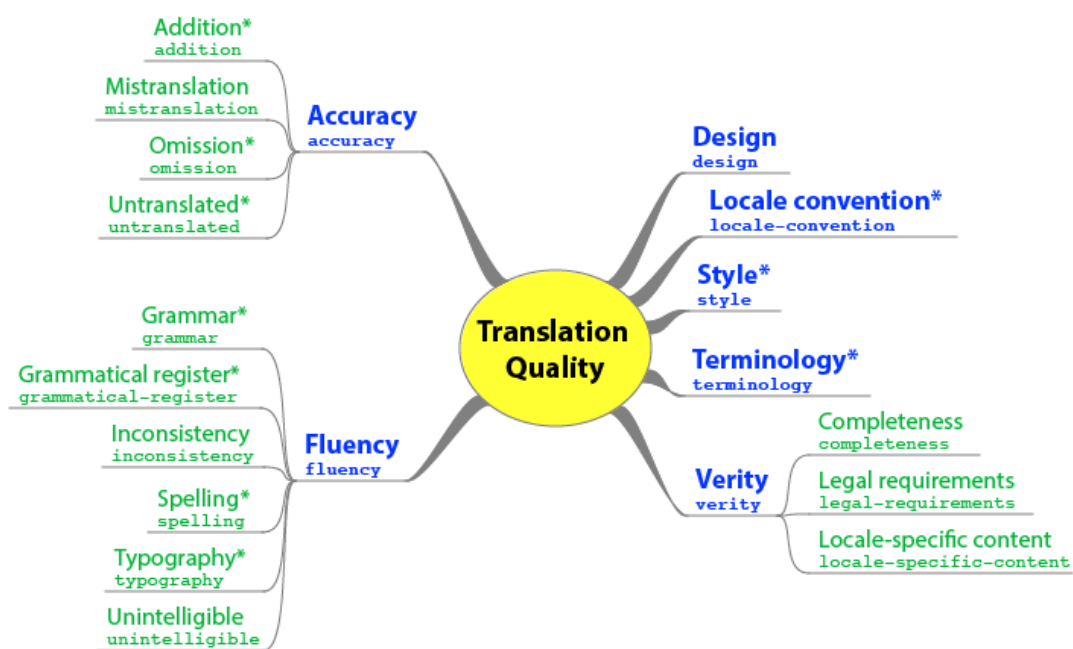 Addition*
addition
Mistranslation
mistranslation
Omission*
omission
Untranslated*
untranslated
Accuracy
accuracy
Grammar*
grammar
Grammatical register*
grammatical-register
Inconsistency
inconsistency
Spelling*
spelling
Typography*
typography
Unintelligible
unintelligible
Fluency
fluency
Translation
Quality
Design
design
Locale convention*
locale-convention
Style*
style
Terminology*
terminology
Verity
verity
Completeness
completeness
Legal requirements
legal-requirements
Locale-specific content
locale-specific-content